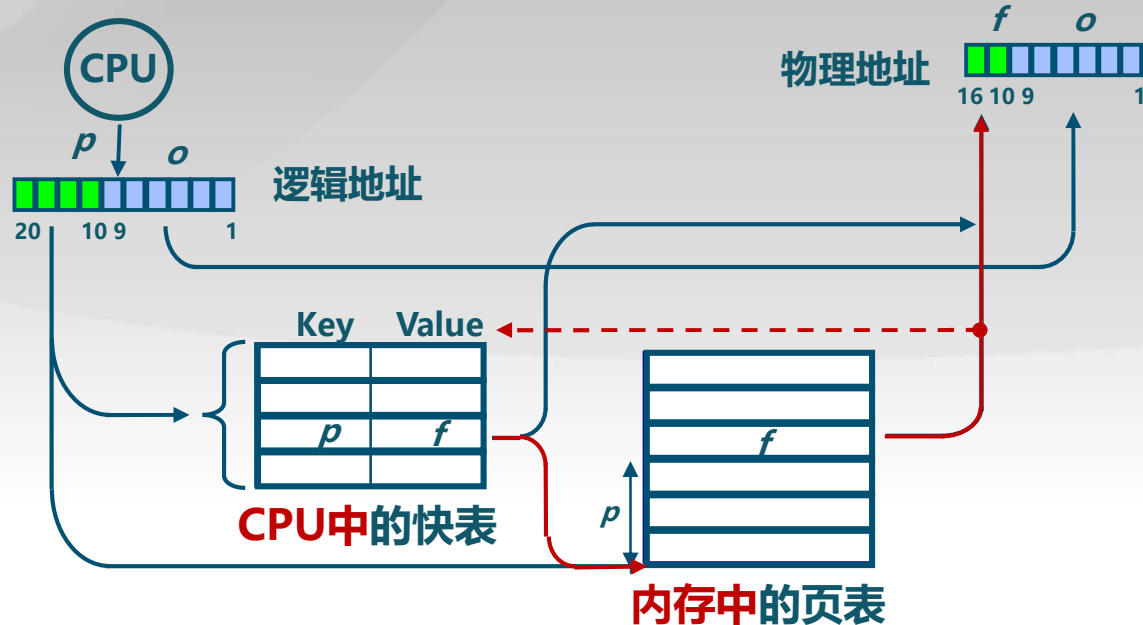 CPU
p o
逻辑地址
20 10 9 1
f o
物理地址
16 10 9 1
Key Value
p f
CPU中的快表
f
p
内存中的页表